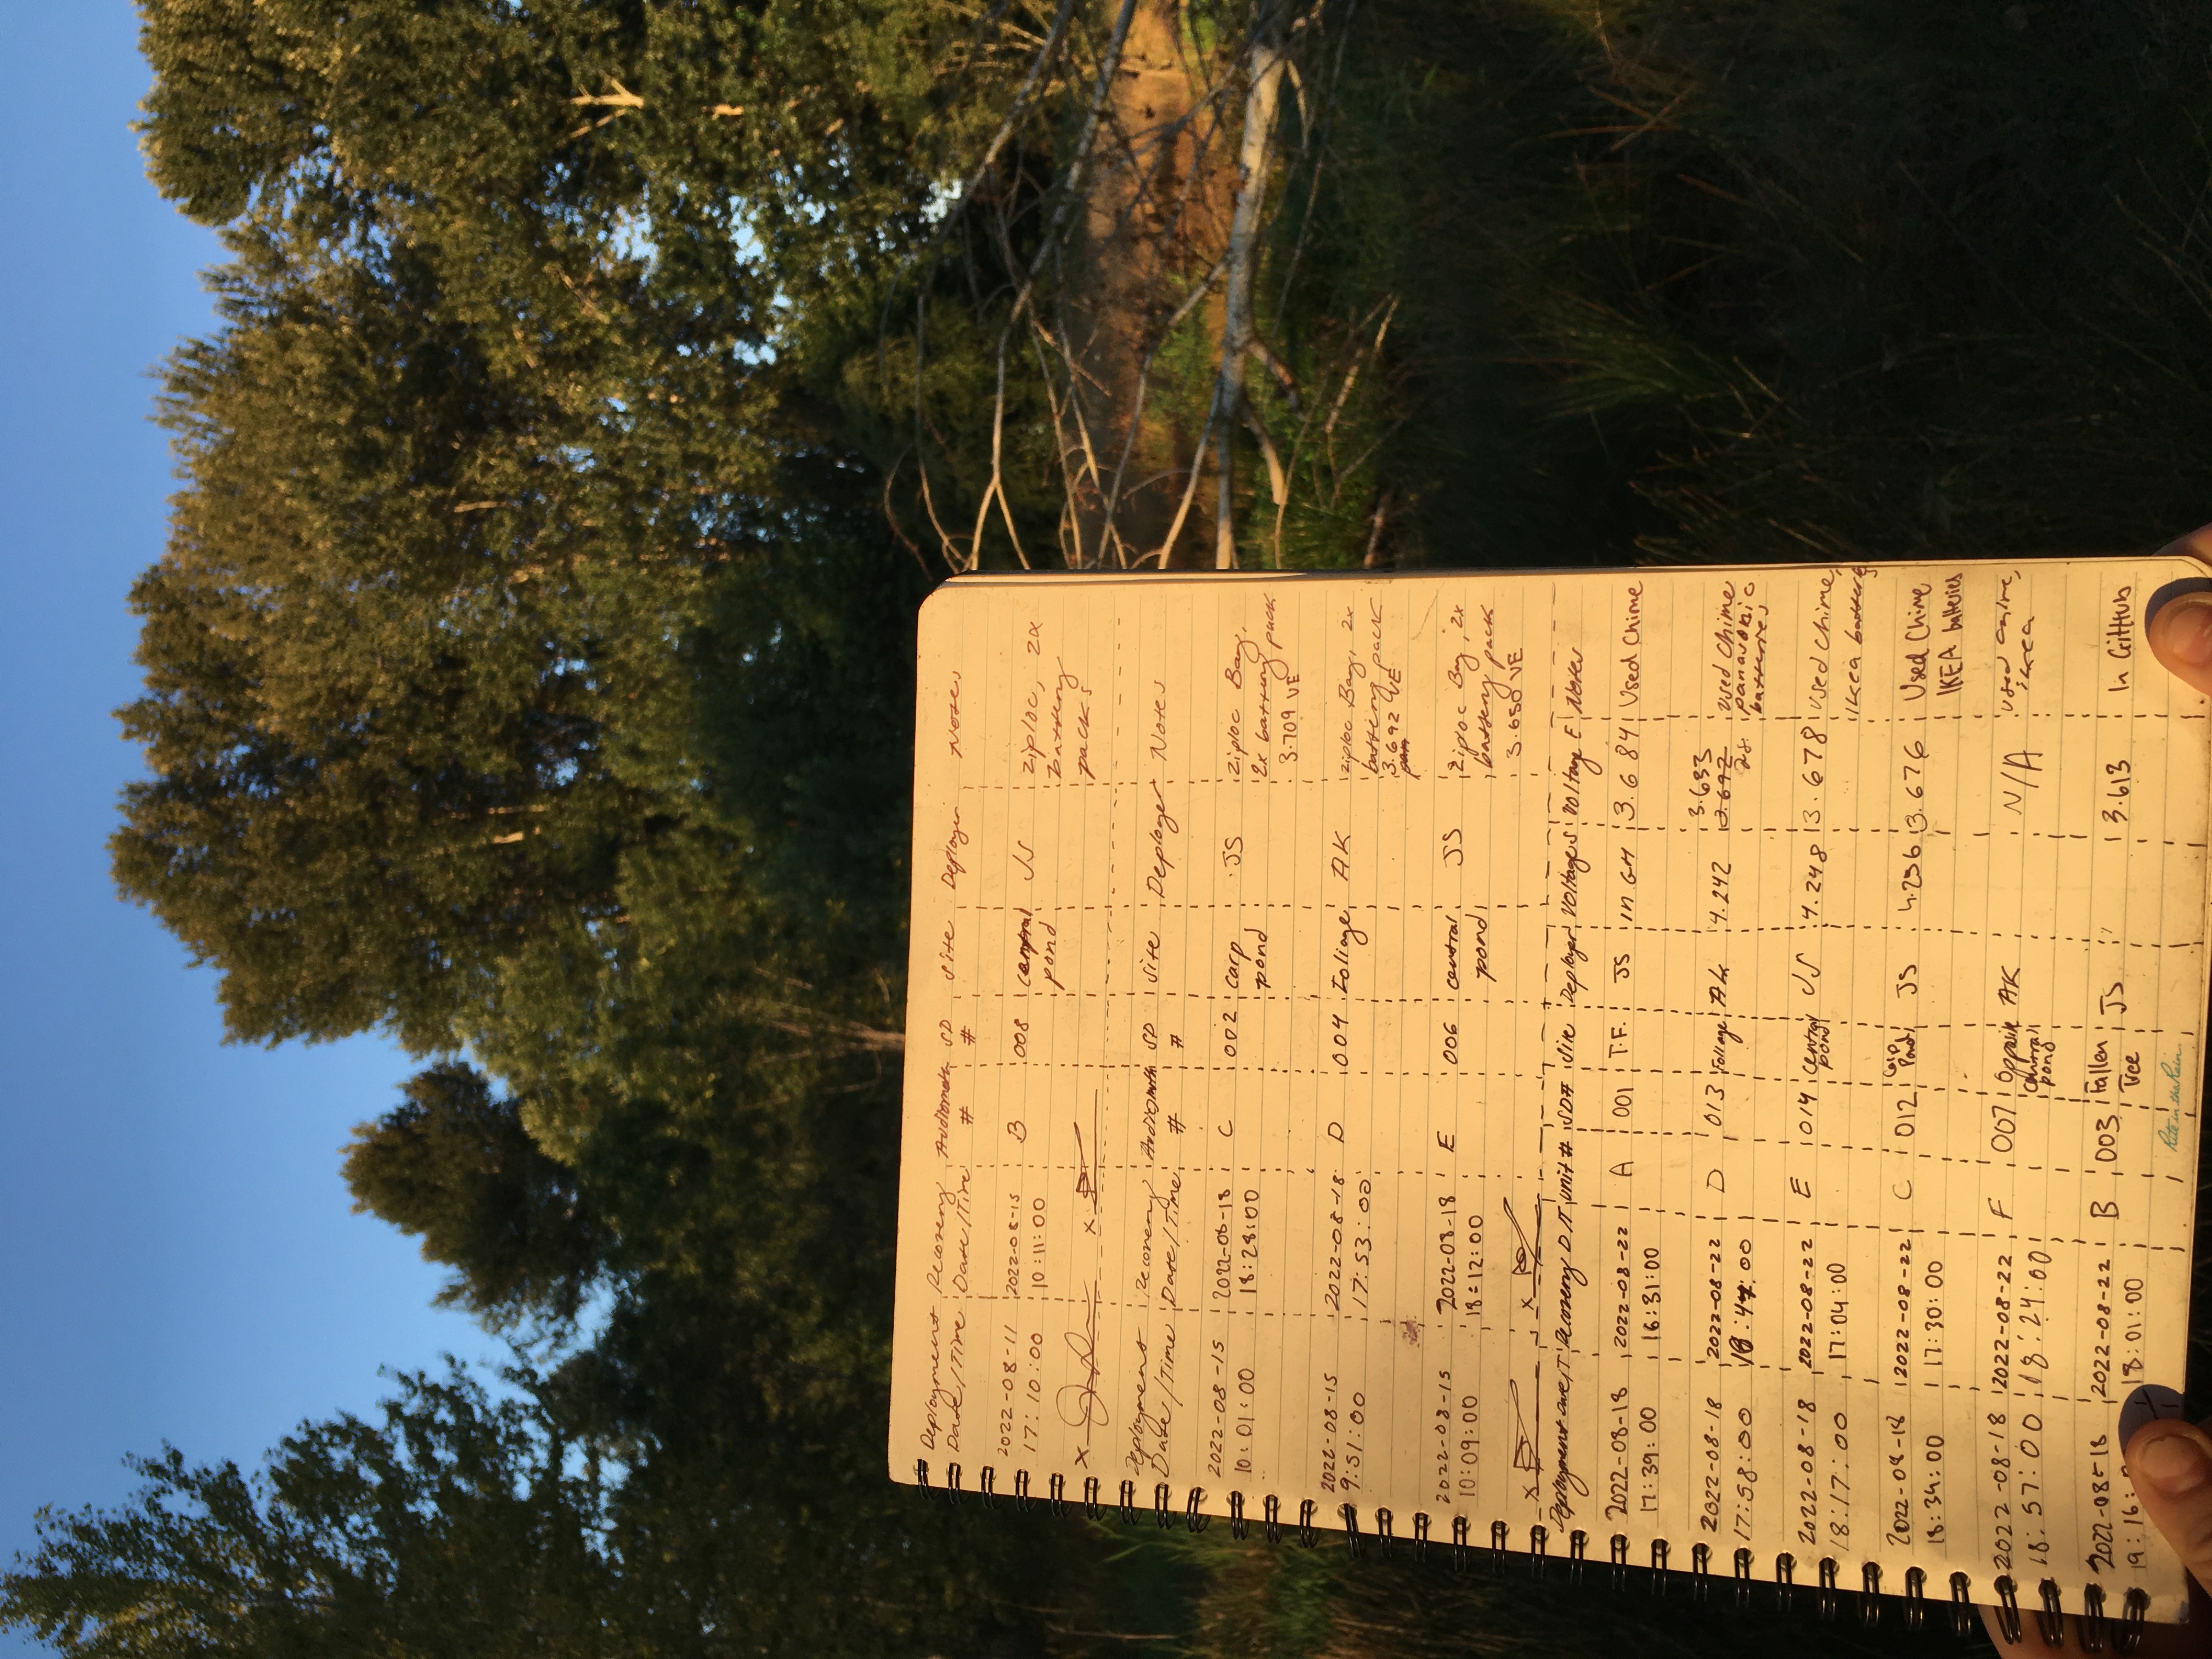 Deployment Recovery Audiomoth SD Site Deployer Notes
Date/Time Date/Time # #
2022-08-11 2022-08-15 B 008 central JS ziploc, 2x
17:10:00 10:11:00 pond battery
packs
x x
Deployment Recovery Audiomoth SD Site Deployer Notes
Date/Time Date/Time # #
2022-08-15 2022-08-18 C 002 carp JS ziploc Bag,
10:01:00 18:28:00 pond 2x battery pack
3.709 VE
2022-08-15 2022-08-18 D 004 Foliage AK ziploc Bag, 2x
9:51:00 17:53:00 battery pack
3.692 VE
2022-08-15 2022-08-18 E 006 central JS Ziploc Bag, 2x
10:09:00 18:12:00 pond battery pack
3.650 VE
x x
Deployment Date/T Recovery D/T unit # SD# Site Deployer Voltage S Voltage E Notes
2022-08-18 2022-08-22 A 001 T.F. JS in GH 3.684 Used Chime
17:39:00 16:31:00
3.633
2022-08-18 2022-08-22 D 013 Foliage AK 4.242 3.692 Used Chime
17:58:00 panasonic
batteries
2022-08-18 2022-08-22 E 014 central JS 4.248 3.678 Used Chime,
18:17:00 17:04:00 pond Ikea batteries
2022-08-18 2022-08-22 C 012 Carp JS 4.256 3.676 Used Chime
18:34:00 17:30:00 Pond IKEA batteries
2022-08-18 2022-08-22 F 007 Opposite AK N/A used chime,
18:57:00 18:24:00 central ikea
pond
2022-08-18 2022-08-22 B 003 Fallen JS 3.613 In GitHub
19:16: 18:01:00 Tree
Rite in the Rain